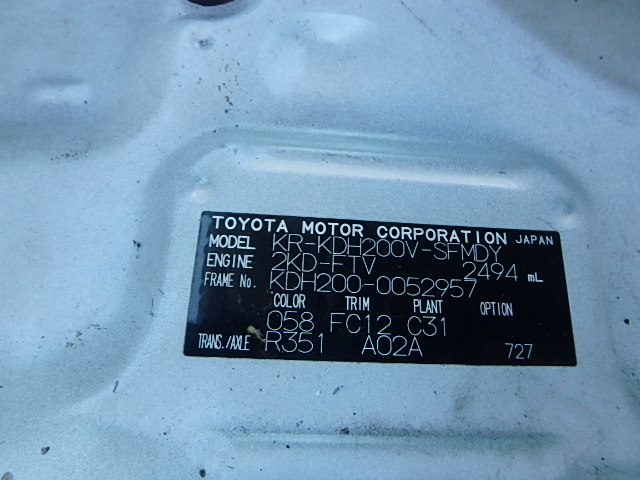 TOYOTA MOTOR CORPORATION JAPAN
MODEL KR-KDH200V-SFMDY
ENGINE 2KD-FTV 2494 mL
FRAME No. KDH200-0052957
COLOR TRIM PLANT OPTION
058 FC12 C31
TRANS./AXLE R351 A02A 727